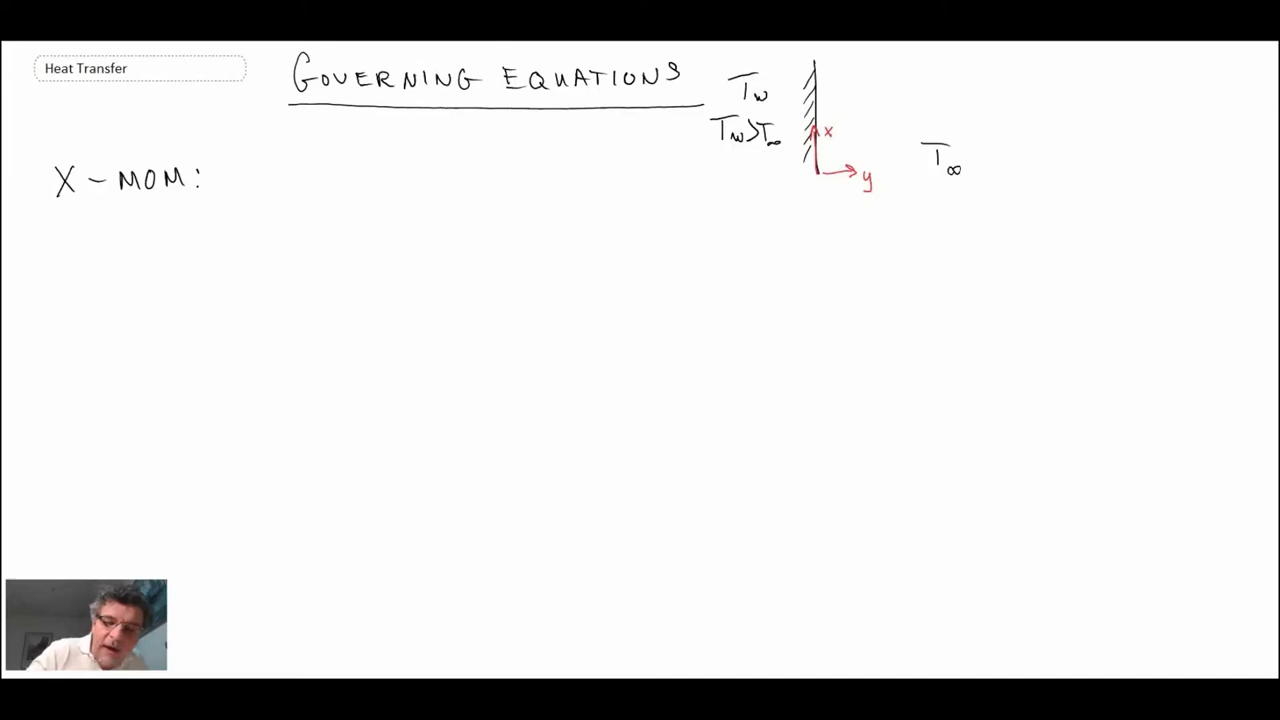 Heat Transfer
GOVERNING EQUATIONS
T_w
T_w>T_∞
x
y
T_∞
X-MOM: